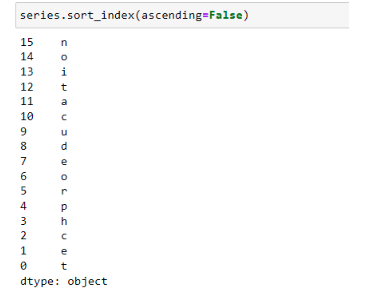 series.sort_index(ascending=False)
15 n
14 o
13 i
12 t
11 a
10 c
9 u
8 d
7 e
6 o
5 r
4 p
3 h
2 c
1 e
0 t
dtype: object